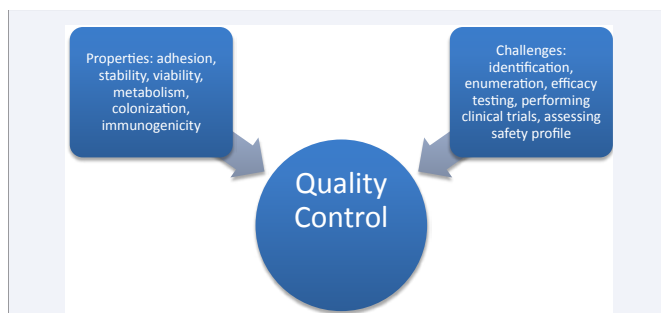 Properties: adhesion,
stability, viability,
metabolism,
colonization,
immunogenicity
Challenges:
identification,
enumeration, efficacy
testing, performing
clinical trials, assessing
safety profile
Quality
Control